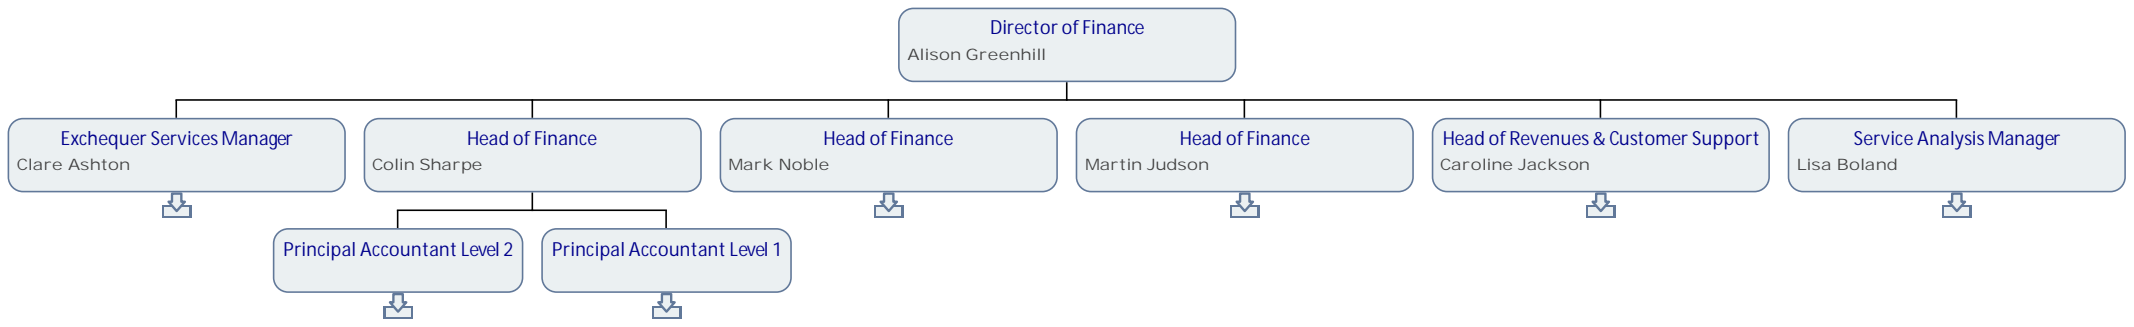 Director of Finance
Alison Greenhill
Exchequer Services Manager
Clare Ashton
Head of Finance
Colin Sharpe
Head of Finance
Mark Noble
Head of Finance
Martin Judson
Head of Revenues & Customer Support
Caroline Jackson
Service Analysis Manager
Lisa Boland
Principal Accountant Level 2
Principal Accountant Level 1